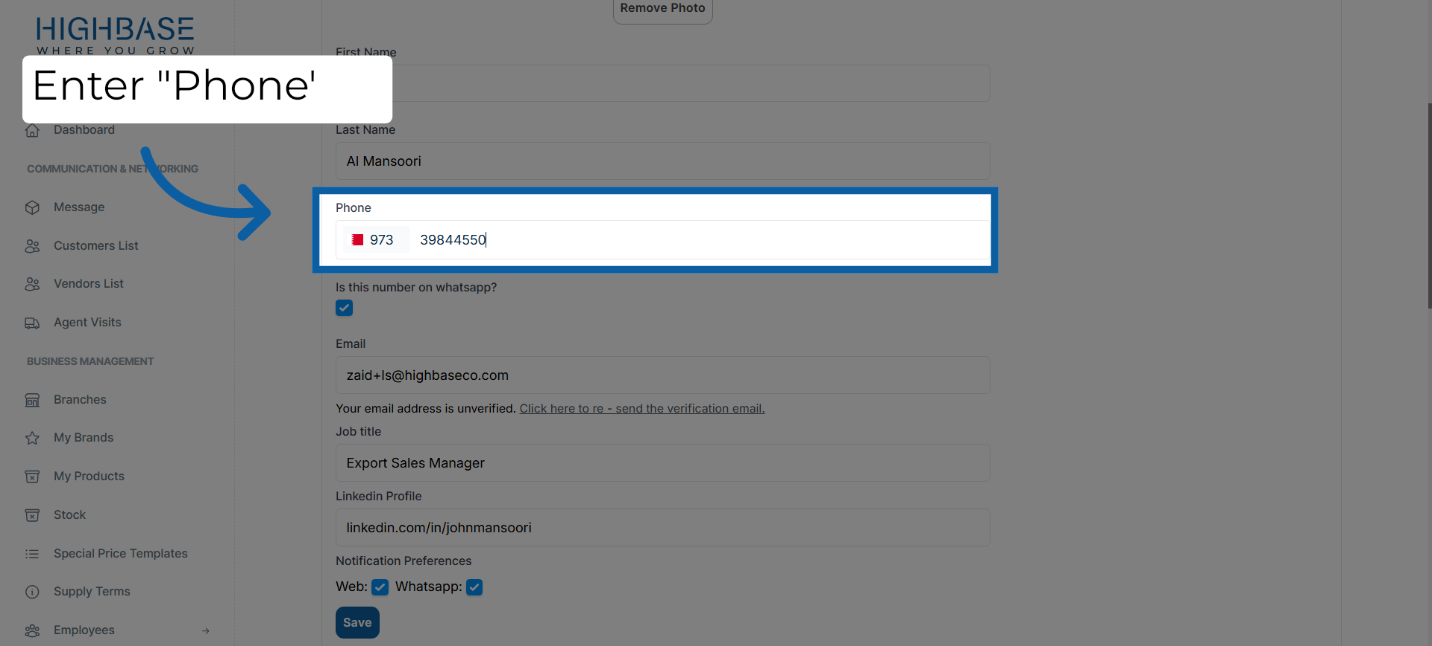 HIGHBASE
WHERE YOU GROW
Enter "Phone'
Dashboard
COMMUNICATION & NETWORKING
Message
Customers List
Vendors List
Agent Visits
BUSINESS MANAGEMENT
Branches
My Brands
My Products
Stock
Special Price Templates
Supply Terms
Employees
Remove Photo
First Name
Last Name
Al Mansoori
Phone
973 39844550
Is this number on whatsapp?
Email
zaid+ls@highbaseco.com
Your email address is unverified. Click here to re - send the verification email.
Job title
Export Sales Manager
Linkedin Profile
linkedin.com/in/johnmansoori
Notification Preferences
Web: Whatsapp:
Save